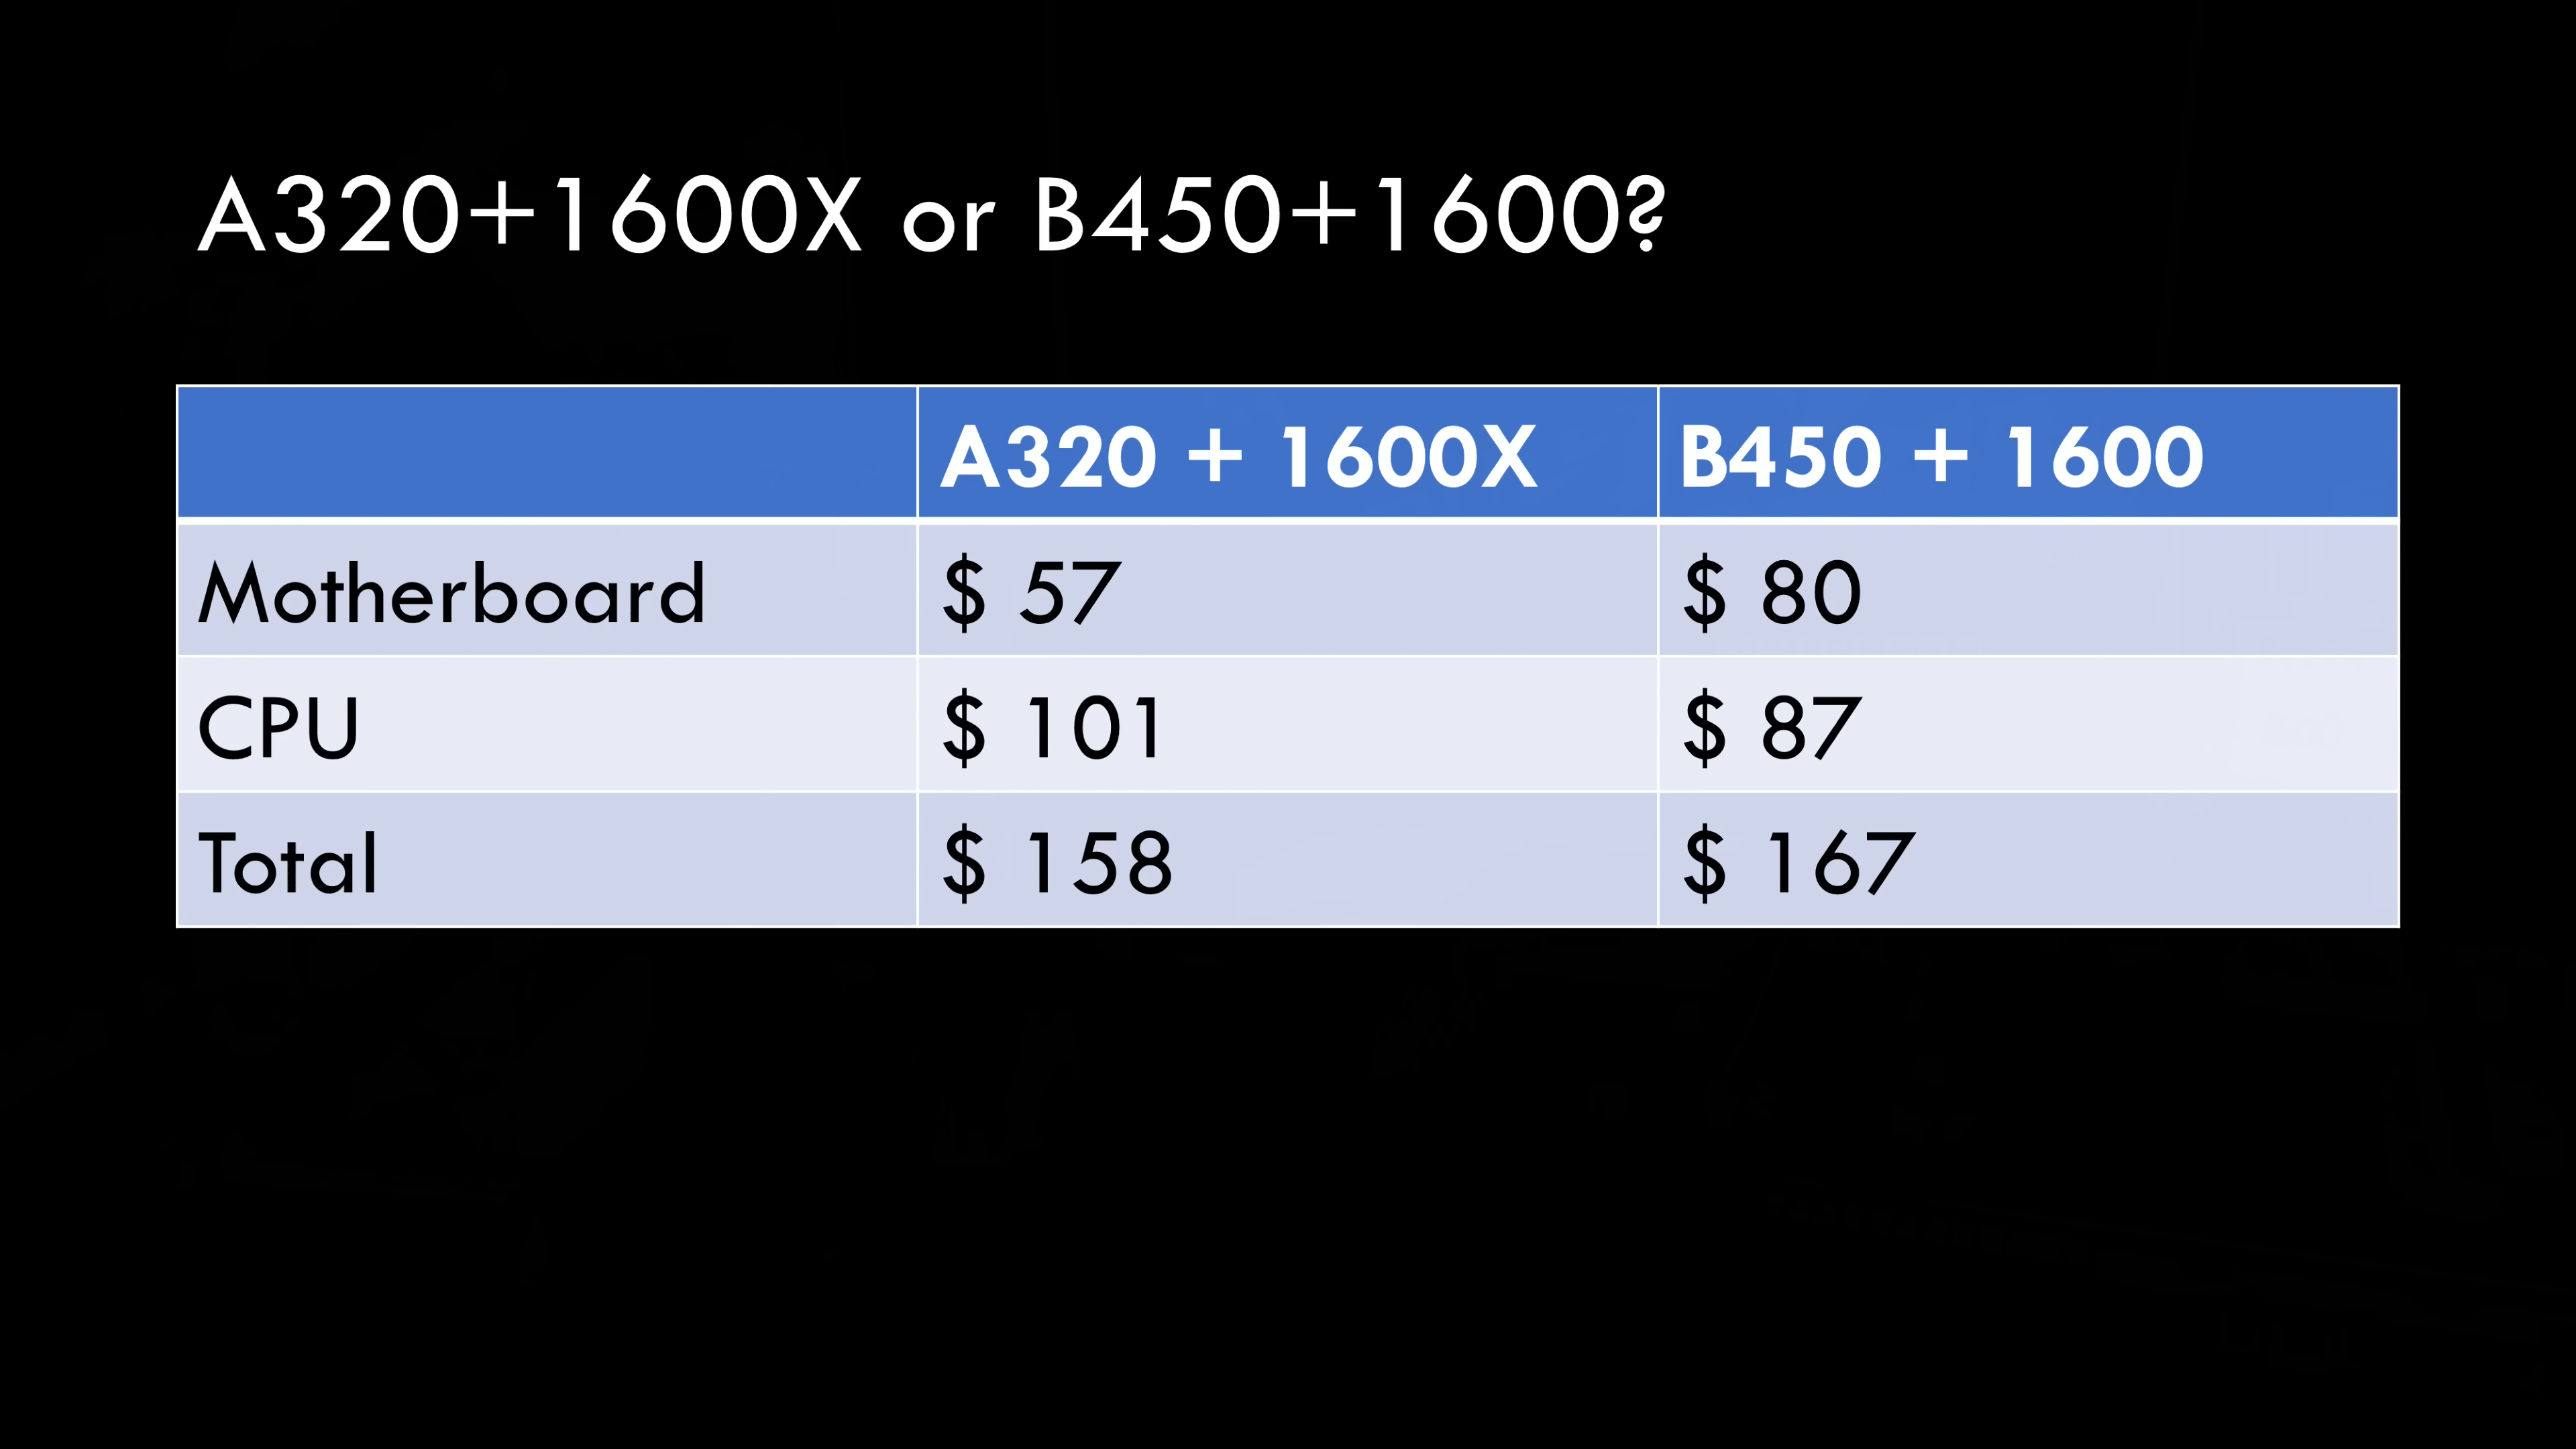 A320+1600X or B450+1600?
A320 + 1600X B450 + 1600
Motherboard $ 57 $ 80
CPU $ 101 $ 87
Total $ 158 $ 167